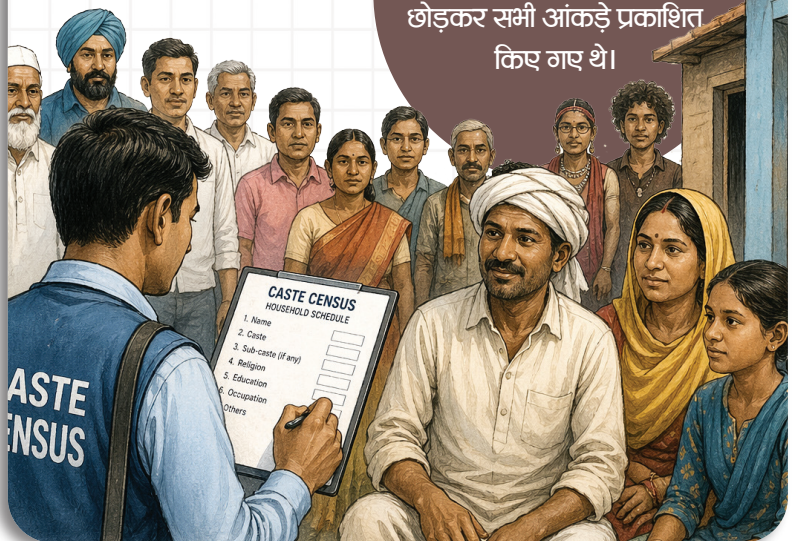 छोड़कर सभी आंकड़े प्रकाशित
किए गए थे।
CASTE CENSUS
HOUSEHOLD SCHEDULE
1. Name
2. Caste
3. Sub-caste (if any)
4. Religion
5. Education
6. Occupation
Others
ASTE
ENSUS